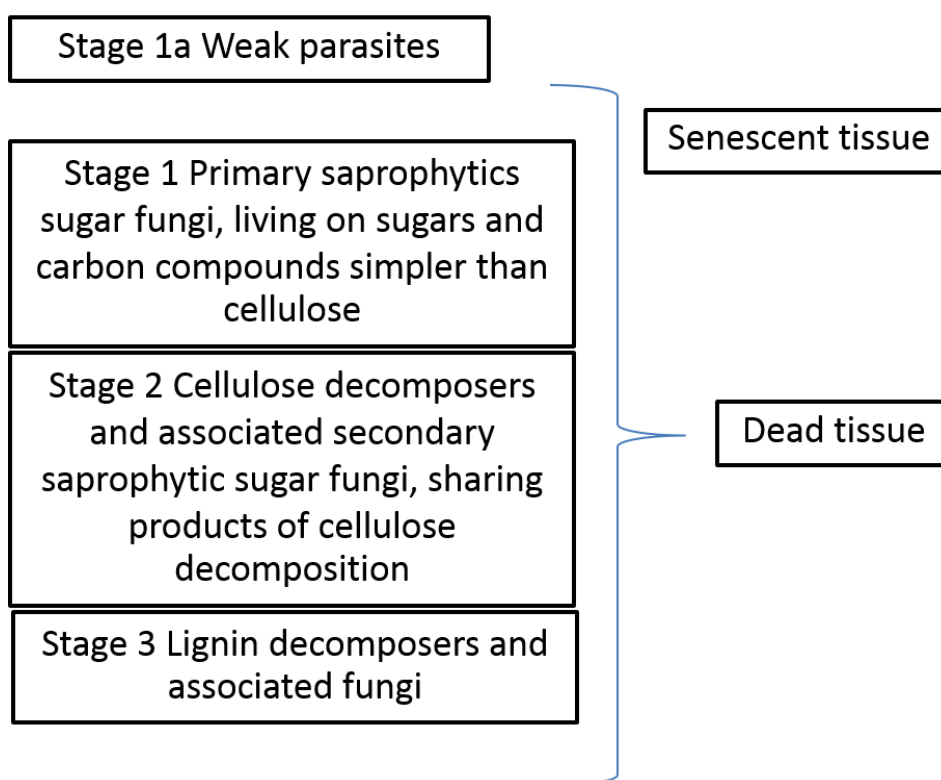 Stage 1a Weak parasites
Senescent tissue
Stage 1 Primary saprophytics
sugar fungi, living on sugars and
carbon compounds simpler than
cellulose
Stage 2 Cellulose decomposers
and associated secondary
saprophytic sugar fungi, sharing
products of cellulose
decomposition
Dead tissue
Stage 3 Lignin decomposers and
associated fungi